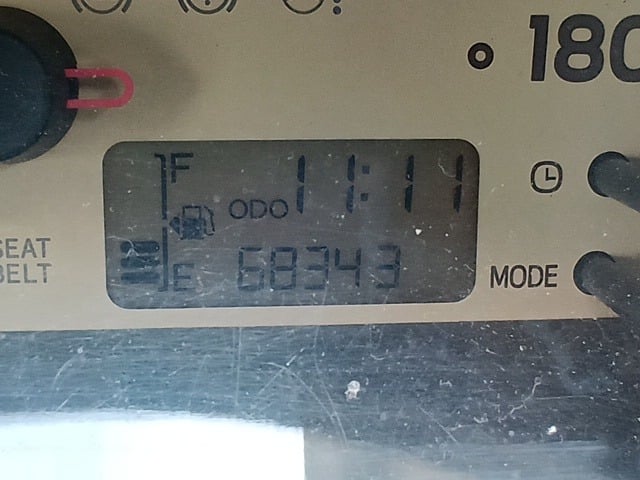 180
F
11:11
ODO
SEAT
BELT
E 68343
MODE